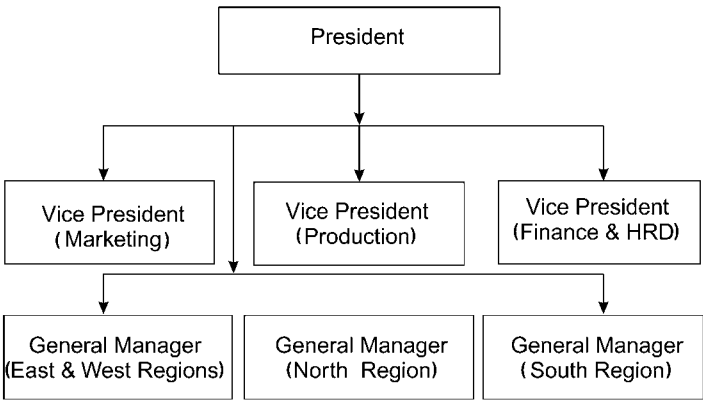 President
Vice President
(Marketing)
Vice President
(Production)
Vice President
(Finance & HRD)
General Manager
(East & West Regions)
General Manager
(North Region)
General Manager
(South Region)